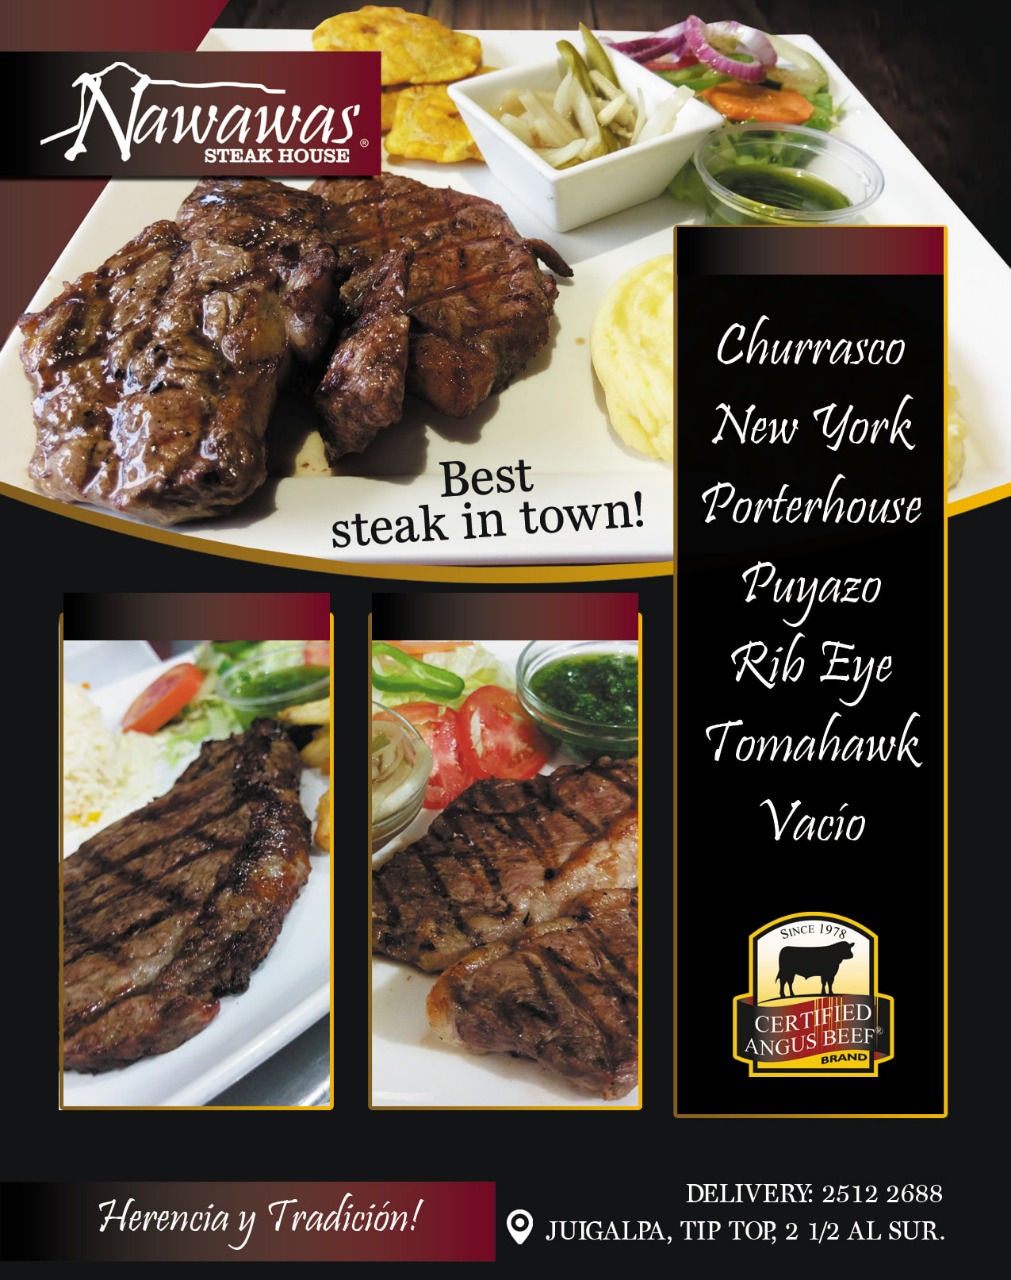 Nawawas®
STEAK HOUSE
Best
steak in town!
Churrasco
New York
Porterhouse
Puyazo
Rib Eye
Tomahawk
Vacío
SINCE 1978
CERTIFIED
ANGUS BEEF®
BRAND
Herencia y Tradición!
DELIVERY: 2512 2688
JUIGALPA, TIP TOP, 2 1/2 AL SUR.